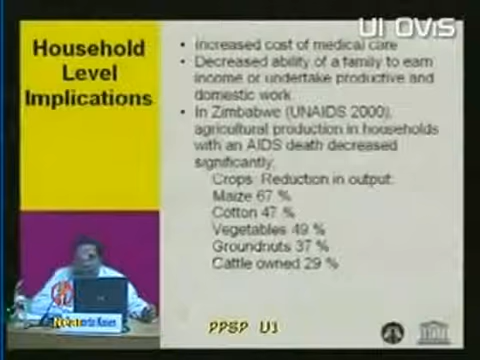 UI OViS
Household
Level
Implications
• Increased cost of medical care
• Decreased ability of a family to earn
income or undertake productive and
domestic work
• In Zimbabwe (UNAIDS 2000),
agricultural production in households
with an AIDS death decreased
significantly.
Crops: Reduction in output:
Maize 67 %
Cotton 47 %
Vegetables 49 %
Groundnuts 37 %
Cattle owned 29 %
PPSP UI